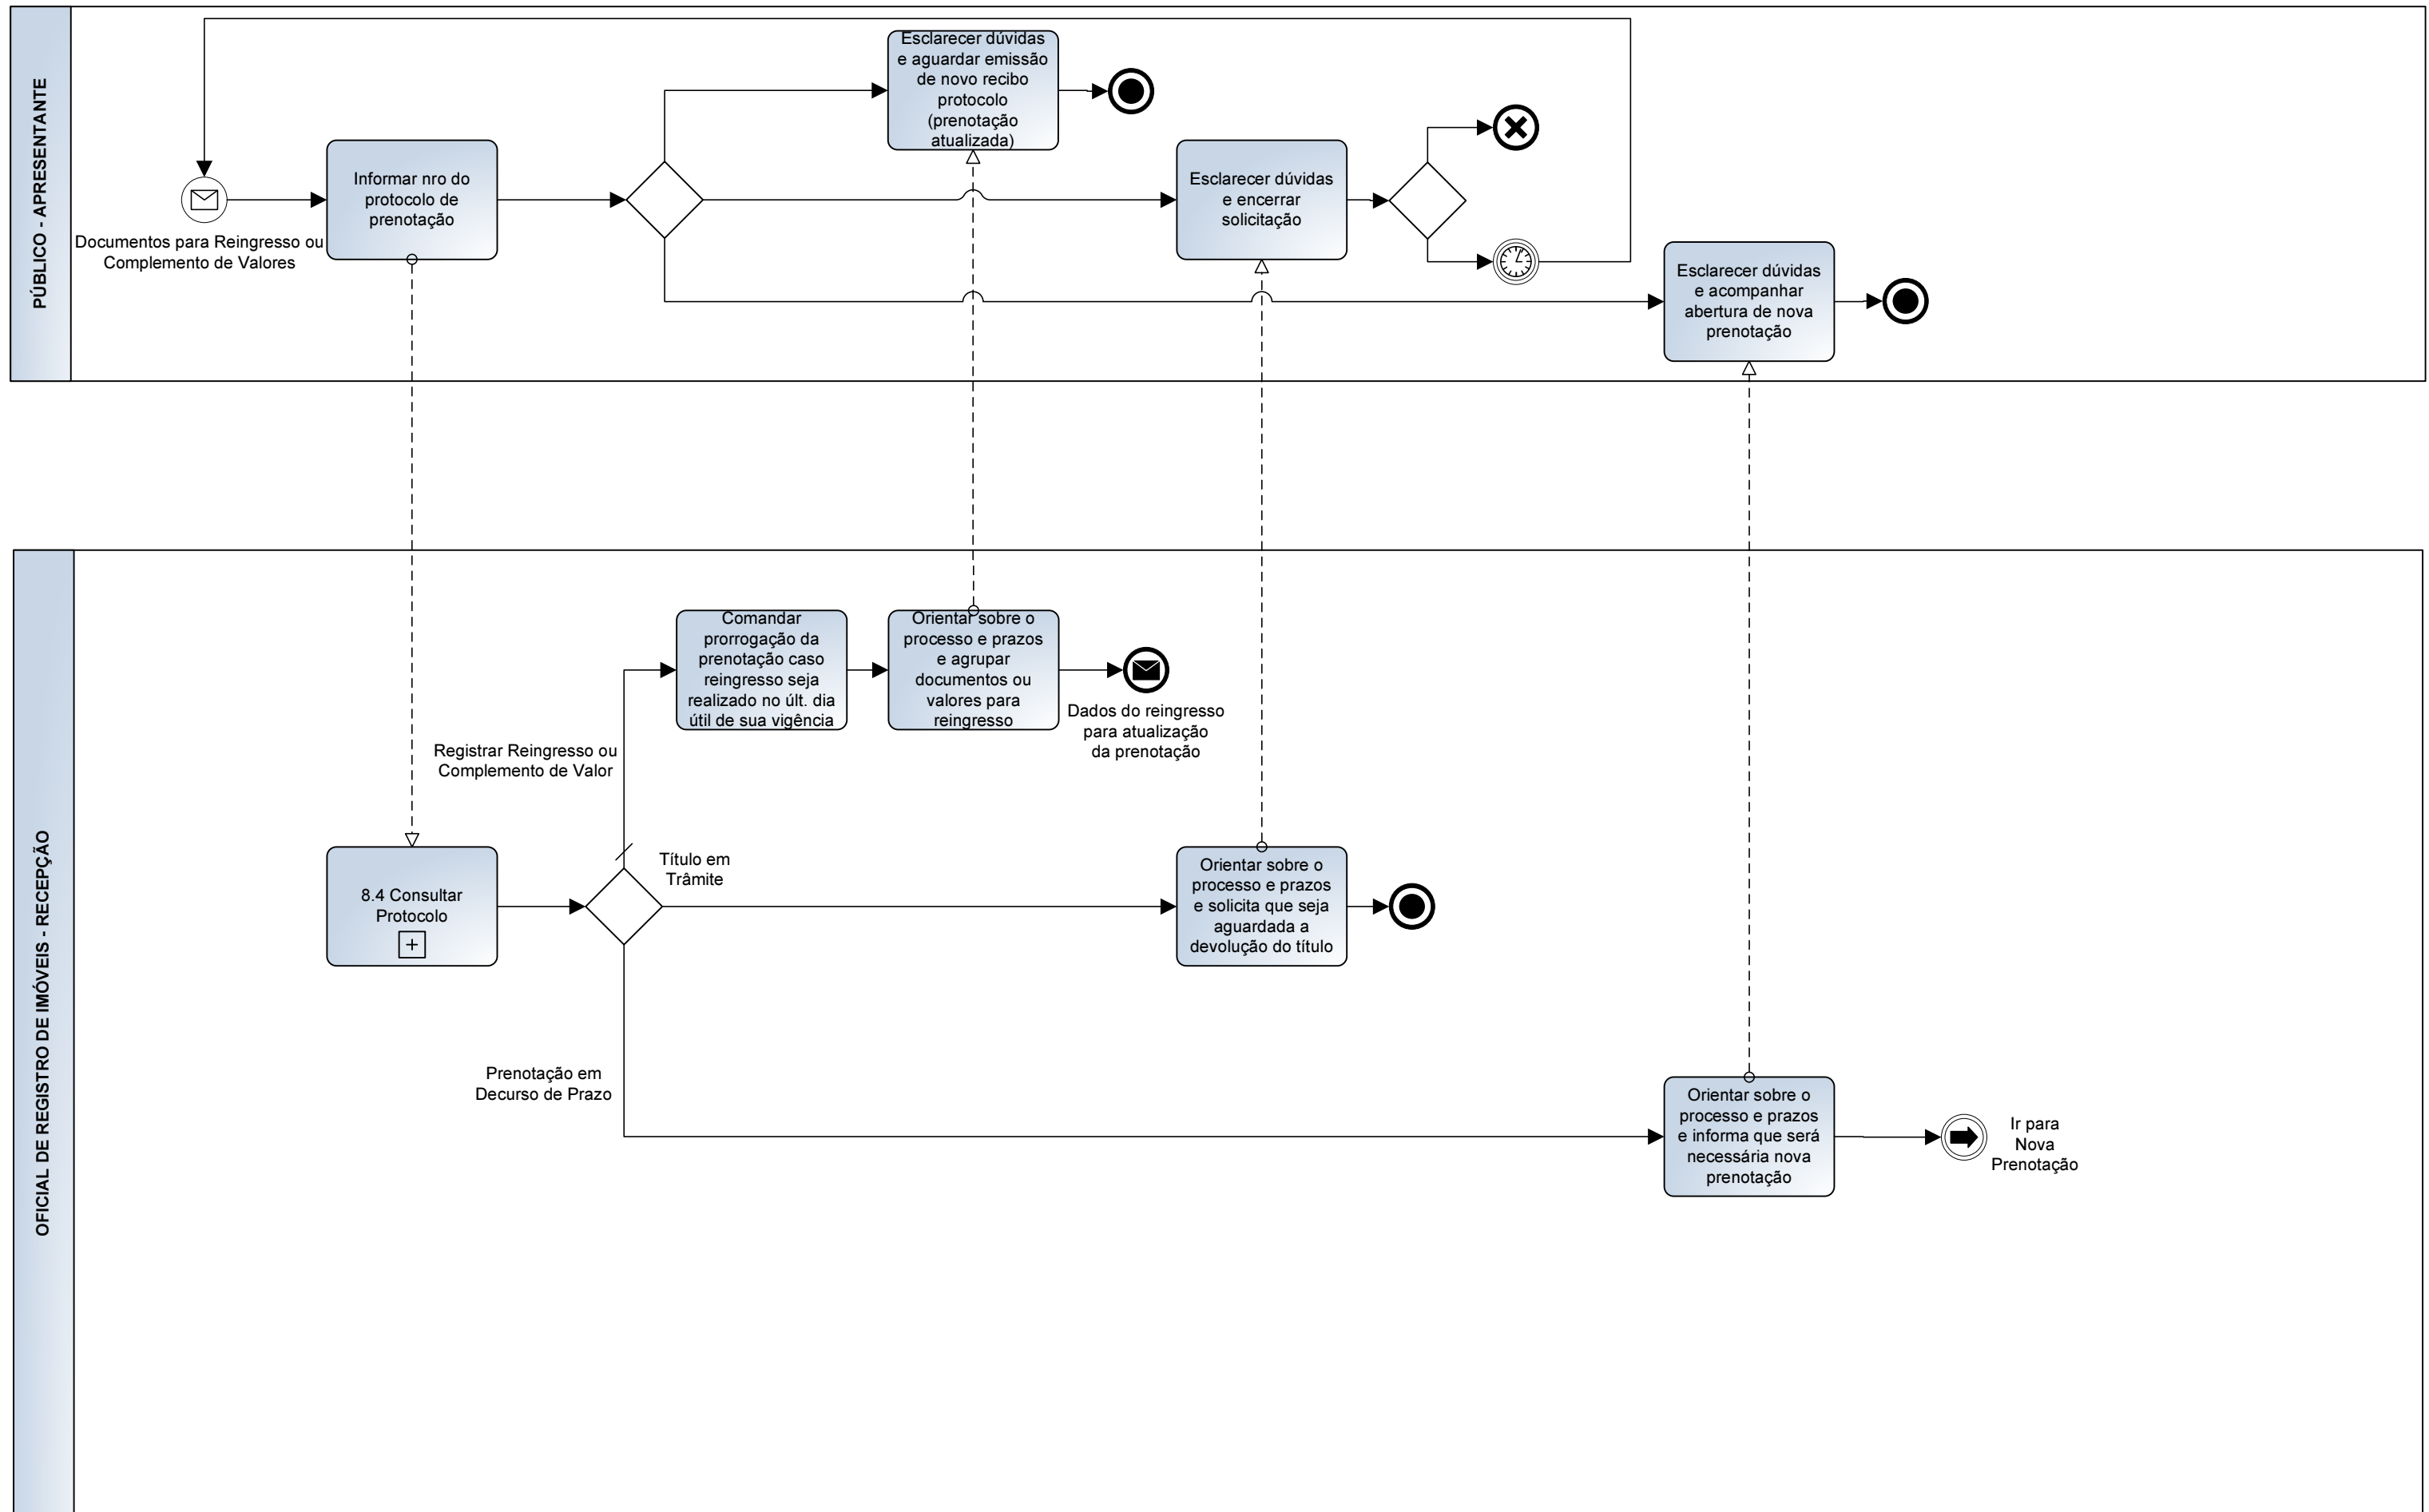 PÚBLICO - APRESENTANTE
Esclarecer dúvidas
e aguardar emissão
de novo recibo
protocolo
(prenotação
atualizada)
Informar nro do
protocolo de
prenotação
Documentos para Reingresso ou
Complemento de Valores
Esclarecer dúvidas
e encerrar
solicitação
Esclarecer dúvidas
e acompanhar
abertura de nova
prenotação
OFICIAL DE REGISTRO DE IMÓVEIS - RECEPÇÃO
Comandar
prorrogação da
prenotação caso
reingresso seja
realizado no últ. dia
útil de sua vigência
Orientar sobre o
processo e prazos
e agrupar
documentos ou
valores para
reingresso
Dados do reingresso
para atualização
da prenotação
Registrar Reingresso ou
Complemento de Valor
8.4 Consultar
Protocolo
Título em
Trâmite
Orientar sobre o
processo e prazos
e solicita que seja
aguardada a
devolução do título
Prenotação em
Decurso de Prazo
Orientar sobre o
processo e prazos
e informa que será
necessária nova
prenotação
Ir para
Nova
Prenotação